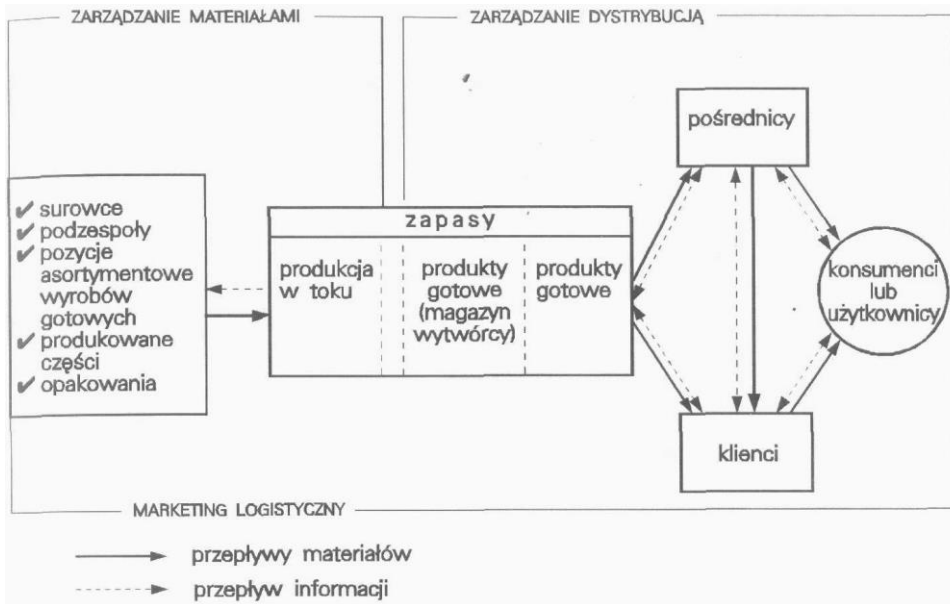 ZARZĄDZANIE MATERIAŁAMI
ZARZĄDZANIE DYSTRYBUCJĄ
✔ surowce
✔ podzespoły
✔ pozycje
asortymentowe
wyrobów
gotowych
✔ produkowane
części
✔ opakowania
zapasy
produkcja
w toku
produkty
gotowe
(magazyn
wytwórcy)
produkty
gotowe
pośrednicy
konsumenci
lub
użytkownicy
klienci
MARKETING LOGISTYCZNY
przepływy materiałów
przepływ informacji